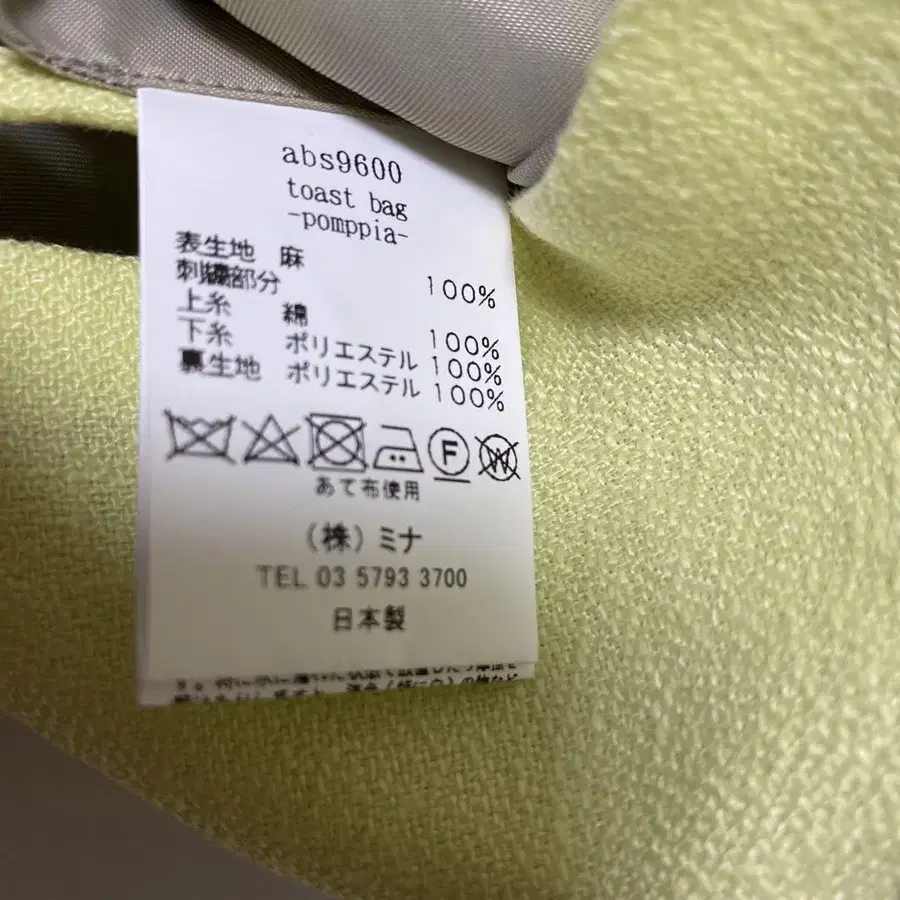 abs9600
toast bag
-pomppia-
表生地 麻 100%
刺繍部分
上糸 綿 100%
下糸 ポリエステル 100%
裏生地 ポリエステル 100%
F W
あて布使用
(株)ミナ
TEL 03 5793 3700
日本製